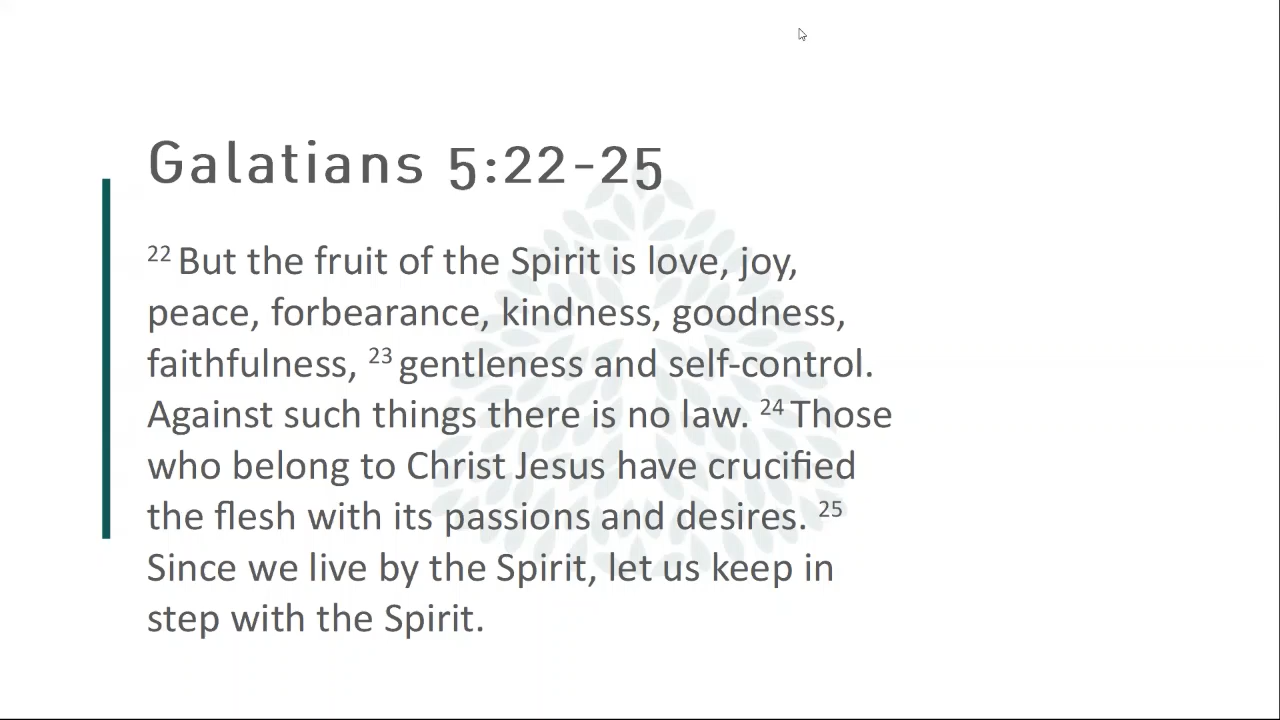 Galatians 5:22-25
22 But the fruit of the Spirit is love, joy,
peace, forbearance, kindness, goodness,
faithfulness, 23 gentleness and self-control.
Against such things there is no law. 24 Those
who belong to Christ Jesus have crucified
the flesh with its passions and desires. 25
Since we live by the Spirit, let us keep in
step with the Spirit.